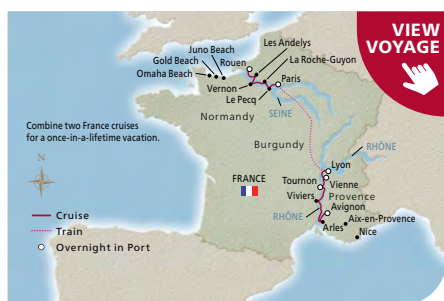 VIEW
VOYAGE
Juno Beach
Gold Beach
Omaha Beach
Rouen
Les Andelys
La Roche-Guyon
Paris
Vernon
Le Pecq
SEINE
Normandy
Combine two France cruises
for a once-in-a-lifetime vacation.
N
Burgundy
RHÔNE
Lyon
FRANCE
Tournon
Vienne
Viviers
Provence
Avignon
RHÔNE
Aix-en-Provence
Arles
Nice
Cruise
Train
Overnight in Port